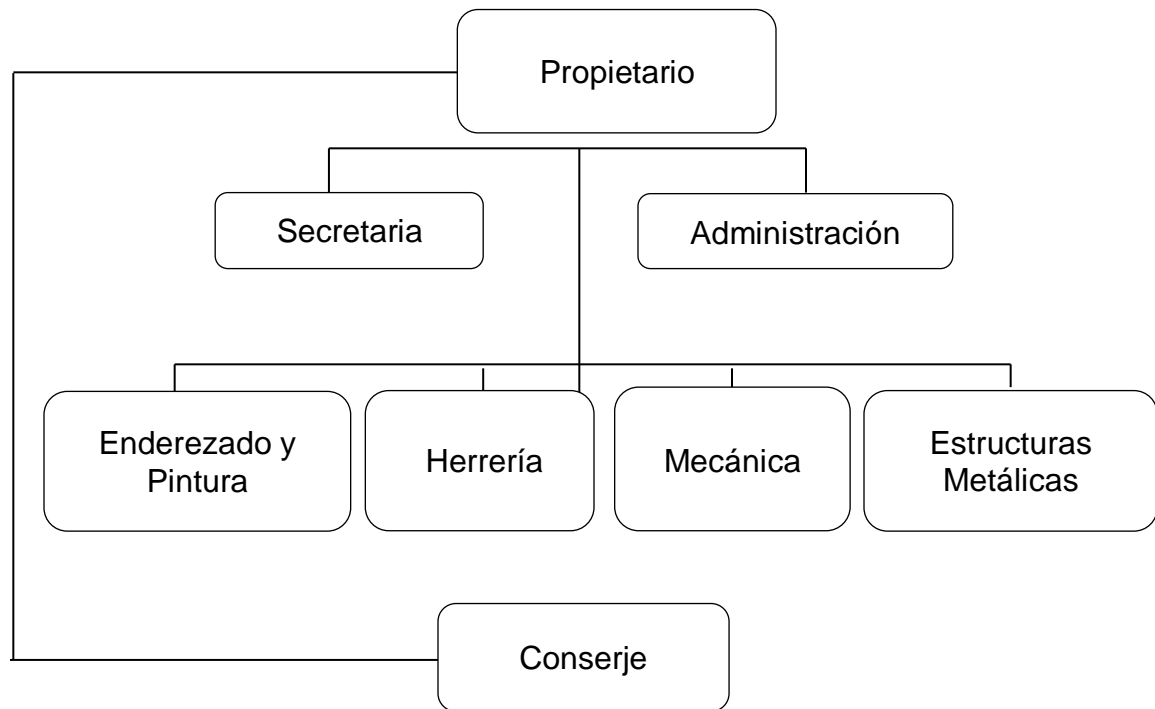 Propietario
Secretaria
Administración
Enderezado y
Pintura
Herrería
Mecánica
Estructuras
Metálicas
Conserje